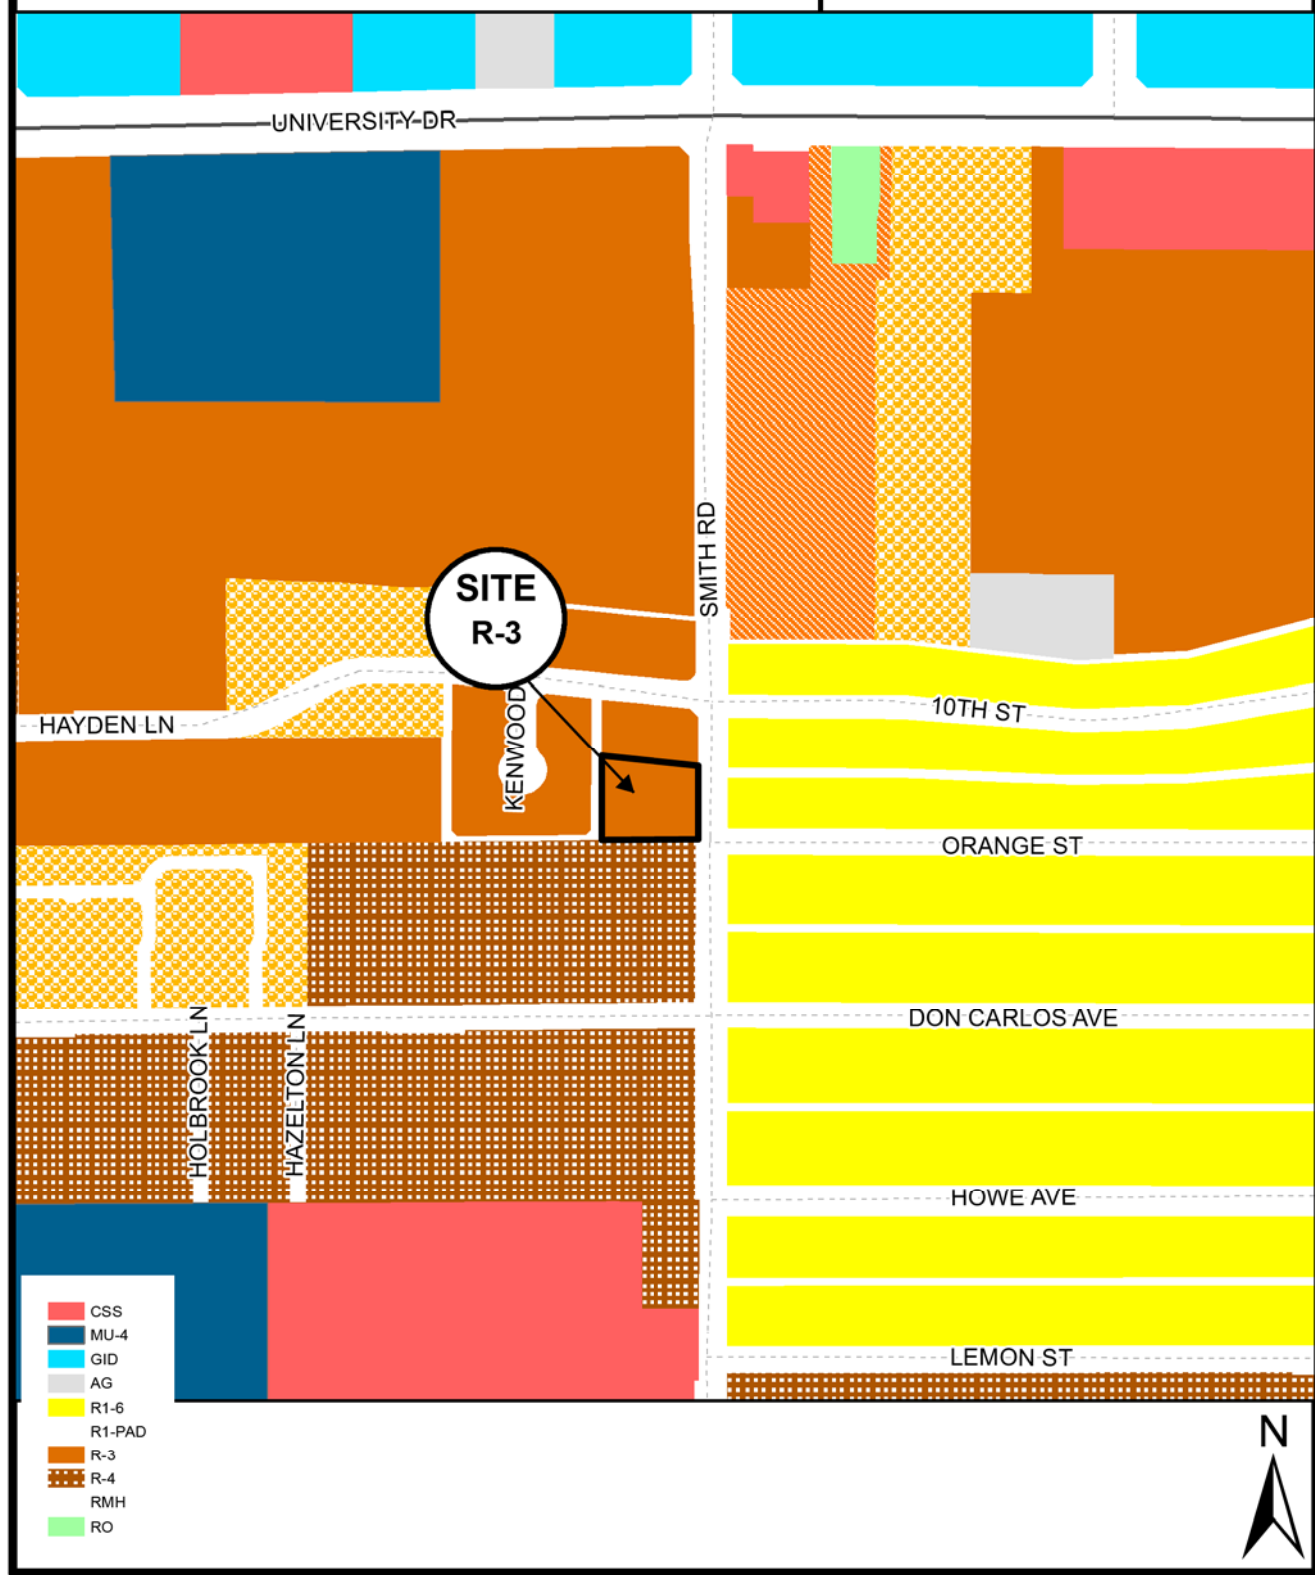 UNIVERSITY DR
SMITH RD
SITE
R-3
HAYDEN LN
KENWOOD
10TH ST
ORANGE ST
DON CARLOS AVE
HOLBROOK LN
HAZELTON LN
HOWE AVE
LEMON ST
CSS
MU-4
GID
AG
R1-6
R1-PAD
R-3
R-4
RMH
RO
N